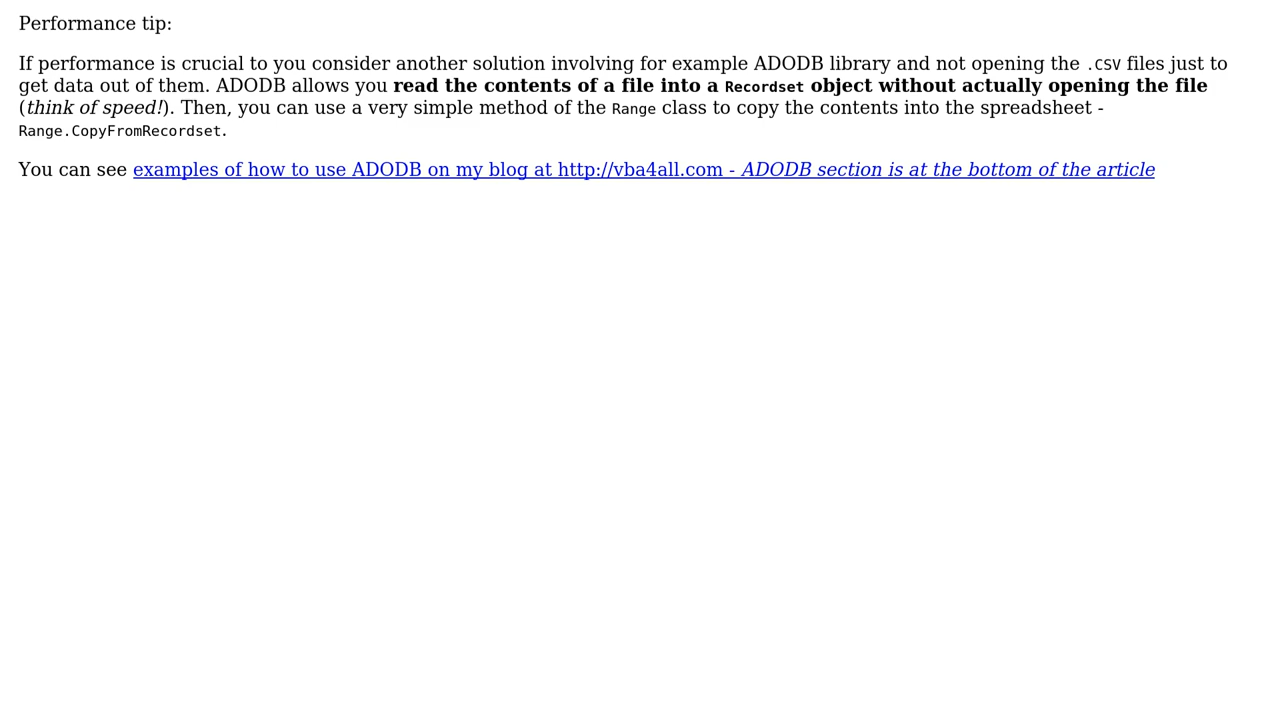 Performance tip:
If performance is crucial to you consider another solution involving for example ADODB library and not opening the .CSV files just to
get data out of them. ADODB allows you read the contents of a file into a Recordset object without actually opening the file
(think of speed!). Then, you can use a very simple method of the Range class to copy the contents into the spreadsheet -
Range.CopyFromRecordset.
You can see examples of how to use ADODB on my blog at http://vba4all.com - ADODB section is at the bottom of the article